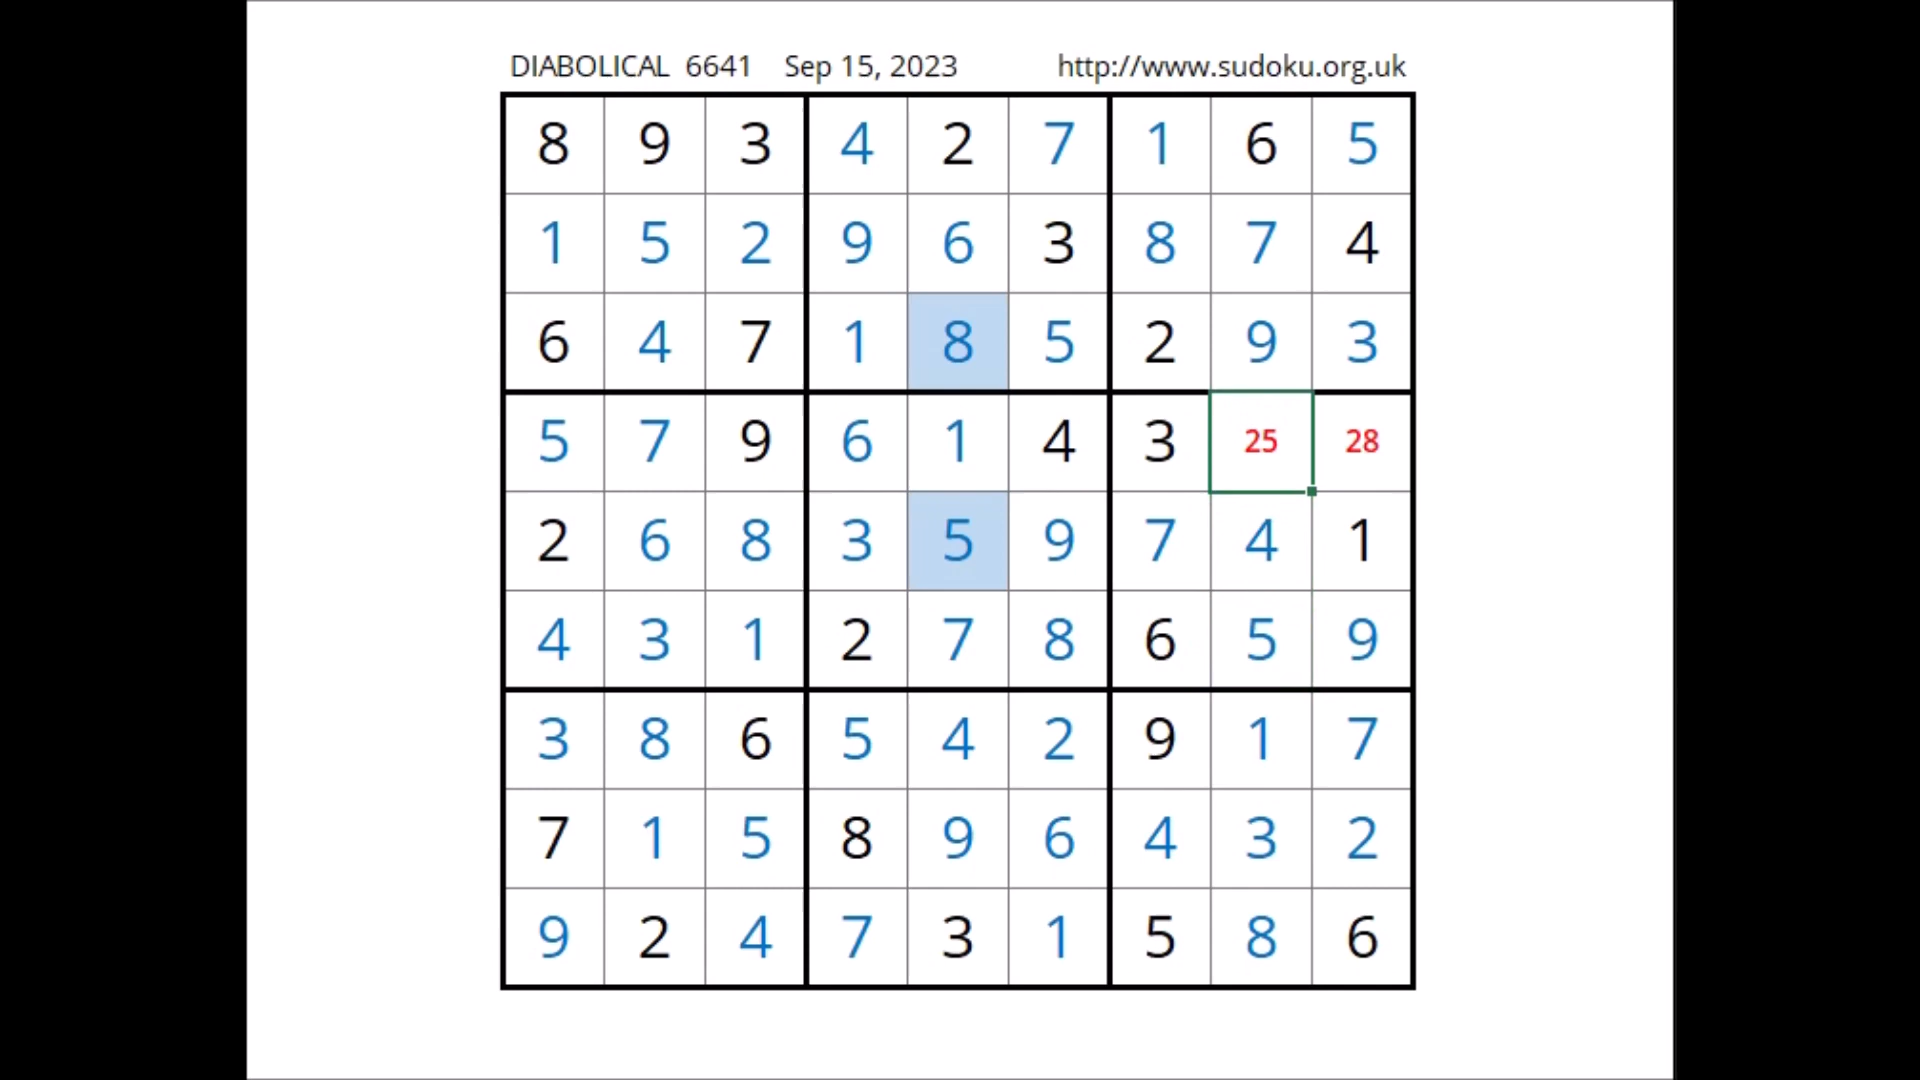 DIABOLICAL 6641 Sep 15, 2023 http://www.sudoku.org.uk
8 9 3 4 2 7 1 6 5
1 5 2 9 6 3 8 7 4
6 4 7 1 8 5 2 9 3
5 7 9 6 1 4 3 25 28
2 6 8 3 5 9 7 4 1
4 3 1 2 7 8 6 5 9
3 8 6 5 4 2 9 1 7
7 1 5 8 9 6 4 3 2
9 2 4 7 3 1 5 8 6